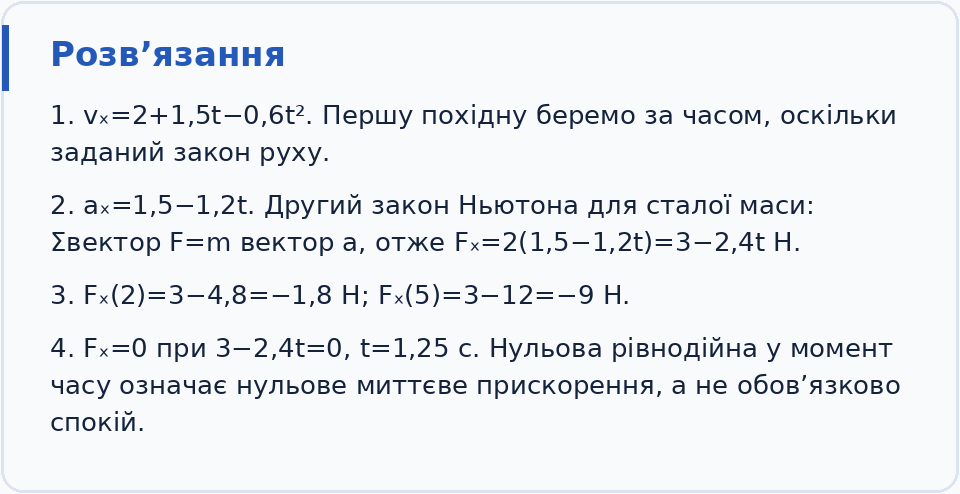 Розв’язання
1. vₓ=2+1,5t−0,6t². Першу похідну беремо за часом, оскільки
заданий закон руху.
2. aₓ=1,5−1,2t. Другий закон Ньютона для сталої маси:
Σвектор F=m вектор a, отже Fₓ=2(1,5−1,2t)=3−2,4t Н.
3. Fₓ(2)=3−4,8=−1,8 Н; Fₓ(5)=3−12=−9 Н.
4. Fₓ=0 при 3−2,4t=0, t=1,25 с. Нульова рівнодійна у момент
часу означає нульове миттєве прискорення, а не обов’язково
спокій.